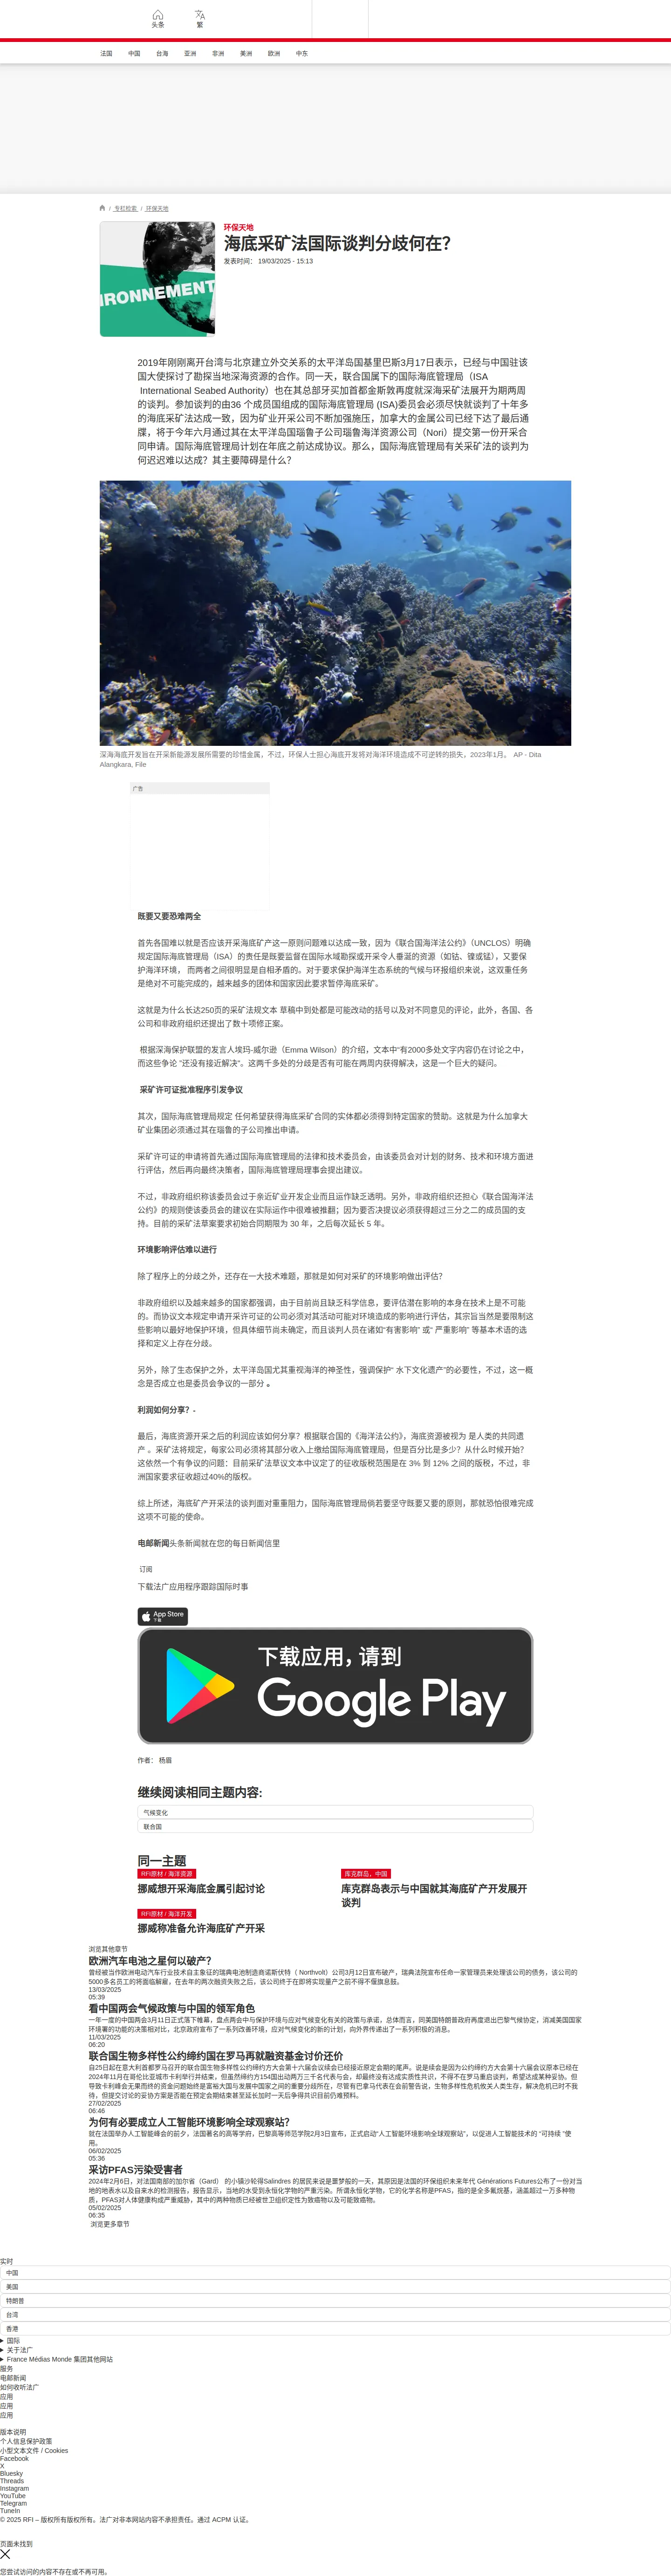 头条
繁
法国 中国 台海 亚洲 非洲 美洲 欧洲 中东
/ 专栏检索 / 环保天地
IRONNEMENT
环保天地
海底采矿法国际谈判分歧何在？
发表时间： 19/03/2025 - 15:13
2019年刚刚离开台湾与北京建立外交关系的太平洋岛国基里巴斯3月17日表示，已经与中国驻该
国大使探讨了勘探当地深海资源的合作。同一天，联合国属下的国际海底管理局（ISA
International Seabed Authority）也在其总部牙买加首都金斯敦再度就深海采矿法展开为期两周
的谈判。参加谈判的由36 个成员国组成的国际海底管理局 (ISA)委员会必须尽快就谈判了十年多
的海底采矿法达成一致，因为矿业开采公司不断加强施压，加拿大的金属公司已经下达了最后通
牒，将于今年六月通过其在太平洋岛国瑙鲁子公司瑙鲁海洋资源公司（Nori）提交第一份开采合
同申请。国际海底管理局计划在年底之前达成协议。那么，国际海底管理局有关采矿法的谈判为
何迟迟难以达成？其主要障碍是什么？
深海海底开发旨在开采新能源发展所需要的珍惜金属，不过，环保人士担心海底开发将对海洋环境造成不可逆转的损失，2023年1月。 AP - Dita
Alangkara, File
广告
既要又要恐难两全
首先各国难以就是否应该开采海底矿产这一原则问题难以达成一致，因为《联合国海洋法公约》（UNCLOS）明确
规定国际海底管理局（ISA）的责任是既要监督在国际水域勘探或开采令人垂涎的资源（如钴、镍或锰），又要保
护海洋环境， 而两者之间很明显是自相矛盾的。对于要求保护海洋生态系统的气候与环报组织来说，这双重任务
是绝对不可能完成的，越来越多的团体和国家因此要求暂停海底采矿。
这就是为什么长达250页的采矿法规文本 草稿中到处都是可能改动的括号以及对不同意见的评论，此外，各国、各
公司和非政府组织还提出了数十项修正案。
根据深海保护联盟的发言人埃玛-威尔逊（Emma Wilson）的介绍，文本中“有2000多处文字内容仍在讨论之中，
而这些争论 ”还没有接近解决”。这两千多处的分歧是否有可能在两周内获得解决，这是一个巨大的疑问。
采矿许可证批准程序引发争议
其次，国际海底管理局规定 任何希望获得海底采矿合同的实体都必须得到特定国家的赞助。这就是为什么加拿大
矿业集团必须通过其在瑙鲁的子公司推出申请。
采矿许可证的申请将首先通过国际海底管理局的法律和技术委员会，由该委员会对计划的财务、技术和环境方面进
行评估，然后再向最终决策者，国际海底管理局理事会提出建议。
不过，非政府组织称该委员会过于亲近矿业开发企业而且运作缺乏透明。另外，非政府组织还担心《联合国海洋法
公约》的规则使该委员会的建议在实际运作中很难被推翻；因为要否决提议必须获得超过三分之二的成员国的支
持。目前的采矿法草案要求初始合同期限为 30 年，之后每次延长 5 年。
环境影响评估难以进行
除了程序上的分歧之外，还存在一大技术难题，那就是如何对采矿的环境影响做出评估？
非政府组织以及越来越多的国家都强调，由于目前尚且缺乏科学信息，要评估潜在影响的本身在技术上是不可能
的。而协议文本规定申请开采许可证的公司必须对其活动可能对环境造成的影响进行评估，其宗旨当然是要限制这
些影响以最好地保护环境，但具体细节尚未确定，而且谈判人员在诸如“有害影响” 或“ 严重影响” 等基本术语的选
择和定义上存在分歧。
另外，除了生态保护之外，太平洋岛国尤其重视海洋的神圣性，强调保护“ 水下文化遗产”的必要性，不过，这一概
念是否成立也是委员会争议的一部分 。
利润如何分享？-
最后，海底资源开采之后的利润应该如何分享？根据联合国的《海洋法公约》，海底资源被视为 是人类的共同遗
产 。采矿法将规定，每家公司必须将其部分收入上缴给国际海底管理局，但是百分比是多少？从什么时候开始？
这依然一个有争议的问题：目前采矿法草议文本中议定了的征收版税范围是在 3% 到 12% 之间的版税，不过，非
洲国家要求征收超过40%的版权。
综上所述，海底矿产开采法的谈判面对重重阻力，国际海底管理局倘若要坚守既要又要的原则，那就恐怕很难完成
这项不可能的使命。
电邮新闻头条新闻就在您的每日新闻信里
订阅
下载法广应用程序跟踪国际时事
App Store
下载
下载应用，请到
Google Play
作者： 杨眉
继续阅读相同主题内容:
气候变化
联合国
同一主题
RFI原材 / 海洋资源
挪威想开采海底金属引起讨论
库克群岛、中国
库克群岛表示与中国就其海底矿产开发展开
谈判
RFI原材 / 海洋开发
挪威称准备允许海底矿产开采
浏览其他章节
欧洲汽车电池之星何以破产？
曾经被当作欧洲电动汽车行业技术自主象征的瑞典电池制造商诺斯伏特（ Northvolt）公司3月12日宣布破产，瑞典法院宣布任命一家管理员来处理该公司的债务，该公司的
5000多名员工的将面临解雇，在去年的两次融资失败之后，该公司终于在即将实现量产之前不得不偃旗息鼓。
13/03/2025
05:39
看中国两会气候政策与中国的领军角色
一年一度的中国两会3月11日正式落下帷幕，盘点两会中与保护环境与应对气候变化有关的政策与承诺，总体而言，同美国特朗普政府再度退出巴黎气候协定，消减美国国家
环境署的功能的决策相对比，北京政府宣布了一系列改善环境，应对气候变化的新的计划，向外界传递出了一系列积极的消息。
11/03/2025
06:20
联合国生物多样性公约缔约国在罗马再就融资基金讨价还价
自25日起在意大利首都罗马召开的联合国生物多样性公约缔约方大会第十六届会议续会已经接近原定会期的尾声。说是续会是因为公约缔约方大会第十六届会议原本已经在
2024年11月在哥伦比亚城市卡利举行并结束，但虽然缔约方154国出动两万三千名代表与会，却最终没有达成实质性共识，不得不在罗马重启谈判，希望达成某种妥协。但
导致卡利峰会无果而终的资金问题始终是富裕大国与发展中国家之间的重要分歧所在，尽管有巴拿马代表在会前警告说，生物多样性危机攸关人类生存，解决危机已时不我
待，但提交讨论的妥协方案是否能在预定会期结束甚至延长加时一天后争得共识目前仍难预料。
27/02/2025
06:46
为何有必要成立人工智能环境影响全球观察站？
就在法国举办人工智能峰会的前夕，法国著名的高等学府，巴黎高等师范学院2月3日宣布，正式启动“人工智能环境影响全球观察站”，以促进人工智能技术的 ”可持续 ”使
用。
06/02/2025
05:36
采访PFAS污染受害者
2024年2月6日，对法国南部的加尔省（Gard） 的小镇沙轮得Salindres 的居民来说是噩梦般的一天，其原因是法国的环保组织未来年代 Générations Futures公布了一份对当
地的地表水以及自来水的检测报告，报告显示，当地的水受到永恒化学物的严重污染。所谓永恒化学物，它的化学名称是PFAS，指的是全多氟烷基，涵盖超过一万多种物
质，PFAS对人体健康构成严重威胁，其中的两种物质已经被世卫组织定性为致癌物以及可能致癌物。
05/02/2025
06:35
浏览更多章节
实时
中国
美国
特朗普
台湾
香港
国际
关于法广
France Médias Monde 集团其他网站
服务
电邮新闻
如何收听法广
应用
应用
应用
版本说明
个人信息保护政策
小型文本文件 / Cookies
Facebook
X
Bluesky
Threads
Instagram
YouTube
Telegram
TuneIn
© 2025 RFI – 版权所有版权所有。法广对非本网站内容不承担责任。通过 ACPM 认证。
页面未找到
您尝试访问的内容不存在或不再可用。